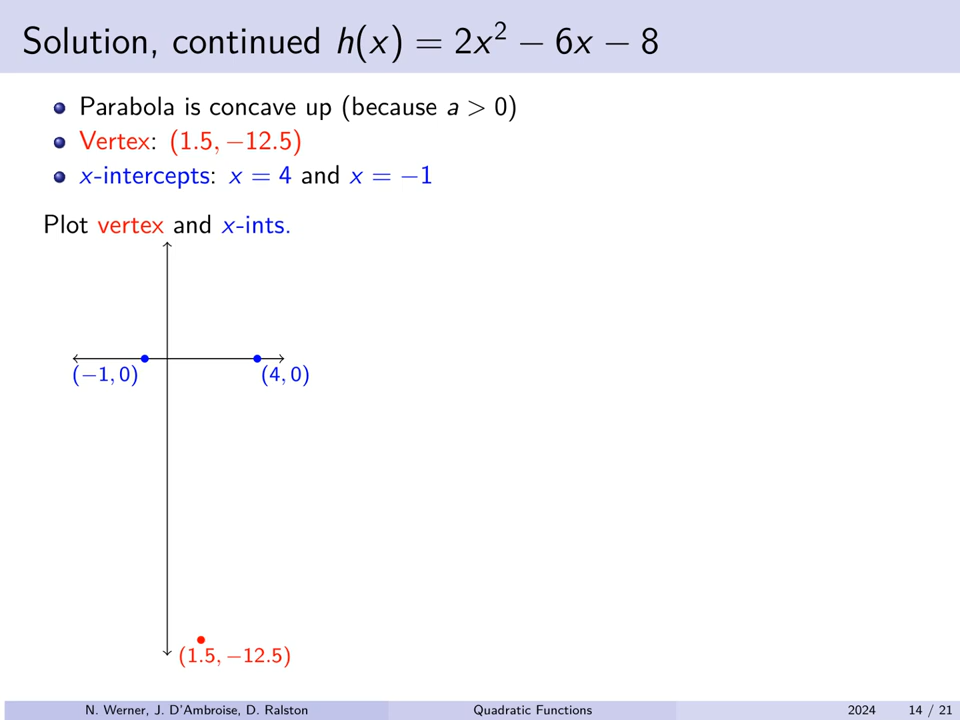 Solution, continued h(x) = 2x² − 6x − 8
Parabola is concave up (because a > 0)
Vertex: (1.5, −12.5)
x-intercepts: x = 4 and x = −1
Plot vertex and x-ints.
(−1, 0)
(4, 0)
(1.5, −12.5)
N. Werner, J. D'Ambroise, D. Ralston
Quadratic Functions
2024
14 / 21